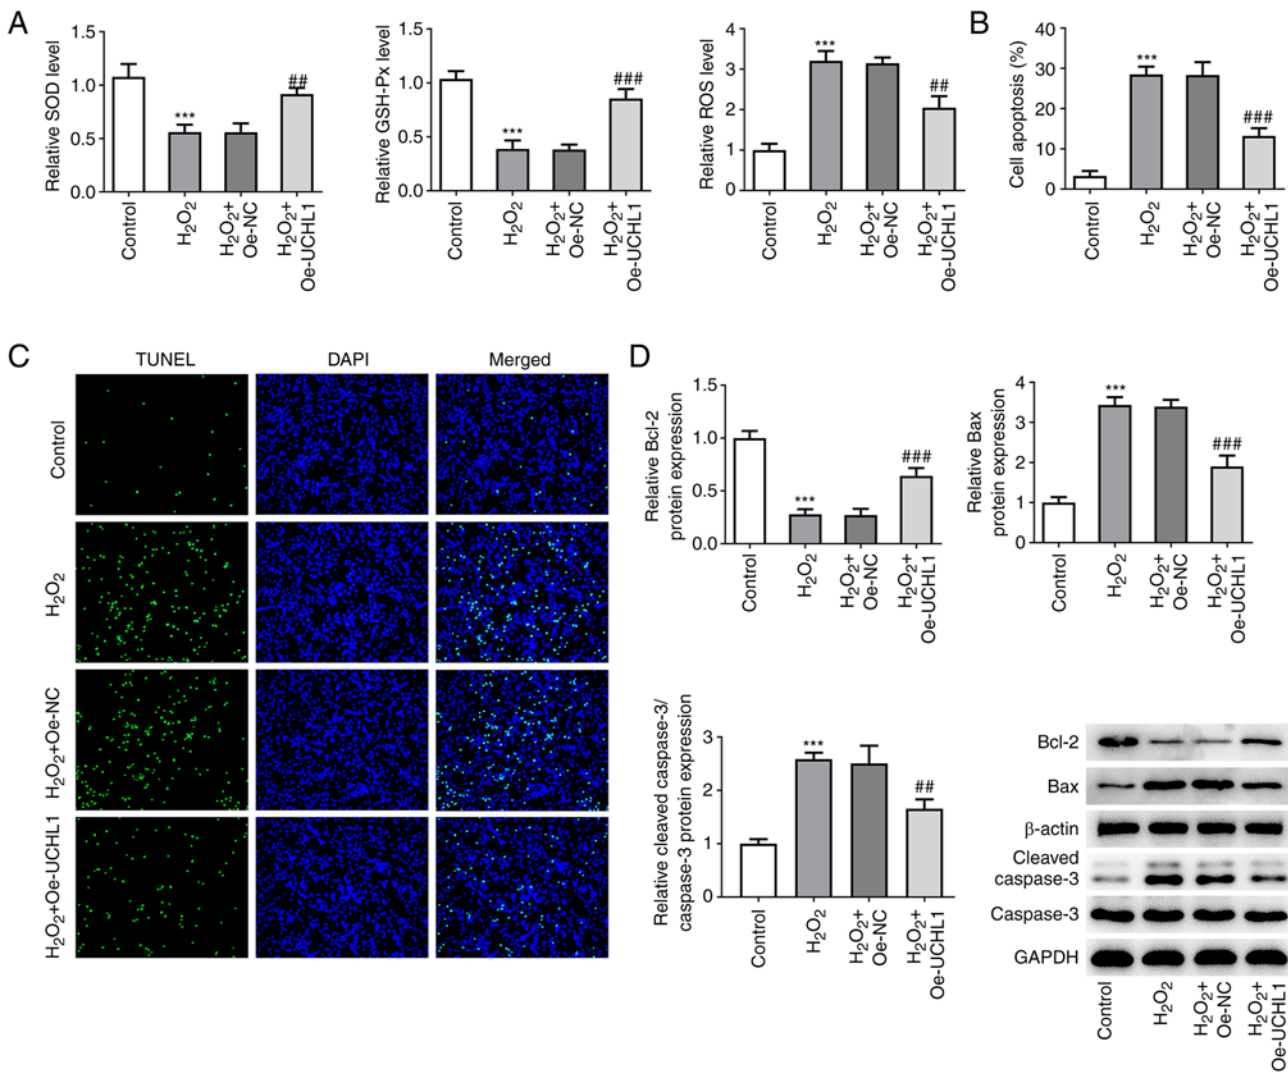 A
Relative SOD level
1.5
1.0
0.5
0.0
***
##
Control
H₂O₂
H₂O₂+
Oe-NC
H₂O₂+
Oe-UCHL1
Relative GSH-Px level
1.5
1.0
0.5
0.0
***
###
Control
H₂O₂
H₂O₂+
Oe-NC
H₂O₂+
Oe-UCHL1
Relative ROS level
4
3
2
1
0
***
##
Control
H₂O₂
H₂O₂+
Oe-NC
H₂O₂+
Oe-UCHL1
B
Cell apoptosis (%)
40
30
20
10
0
***
###
Control
H₂O₂
H₂O₂+
Oe-NC
H₂O₂+
Oe-UCHL1
C
TUNEL
DAPI
Merged
Control
H₂O₂
H₂O₂+Oe-NC
H₂O₂+Oe-UCHL1
D
Relative Bcl-2
protein expression
1.5
1.0
0.5
0.0
***
###
Control
H₂O₂
H₂O₂+
Oe-NC
H₂O₂+
Oe-UCHL1
Relative Bax
protein expression
4
3
2
1
0
***
###
Control
H₂O₂
H₂O₂+
Oe-NC
H₂O₂+
Oe-UCHL1
Relative cleaved caspase-3/
caspase-3 protein expression
3
2
1
0
***
##
Control
H₂O₂
H₂O₂+
Oe-NC
H₂O₂+
Oe-UCHL1
Bcl-2
Bax
β-actin
Cleaved
caspase-3
Caspase-3
GAPDH
Control
H₂O₂
H₂O₂+
Oe-NC
H₂O₂+
Oe-UCHL1